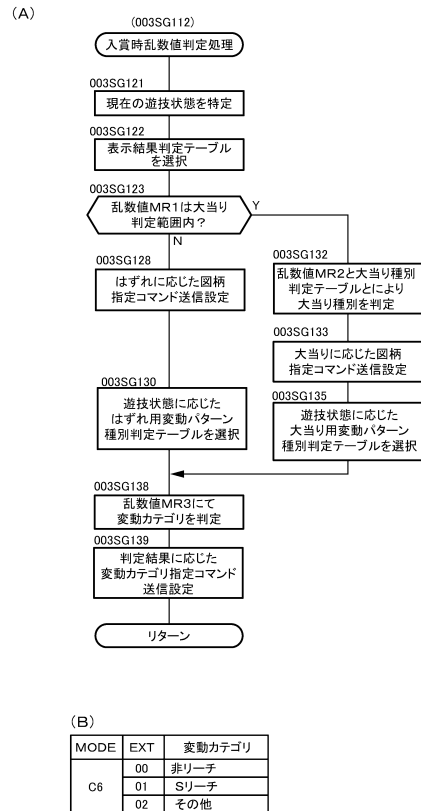 (A)
(003SG112)
入賞時乱数値判定処理
003SG121
現在の遊技状態を特定
003SG122
表示結果判定テーブル
を選択
003SG123
乱数値MR1は大当り
判定範囲内?
Y
N
003SG128
はずれに応じた図柄
指定コマンド送信設定
003SG132
乱数値MR2と大当り種別
判定テーブルとにより
大当り種別を判定
003SG133
大当りに応じた図柄
指定コマンド送信設定
003SG130
遊技状態に応じた
はずれ用変動パターン
種別判定テーブルを選択
003SG135
遊技状態に応じた
大当り用変動パターン
種別判定テーブルを選択
003SG138
乱数値MR3にて
変動カテゴリを判定
003SG139
判定結果に応じた
変動カテゴリ指定コマンド
送信設定
リターン
(B)
MODE EXT 変動カテゴリ
C6 00 非リーチ
01 Sリーチ
02 その他